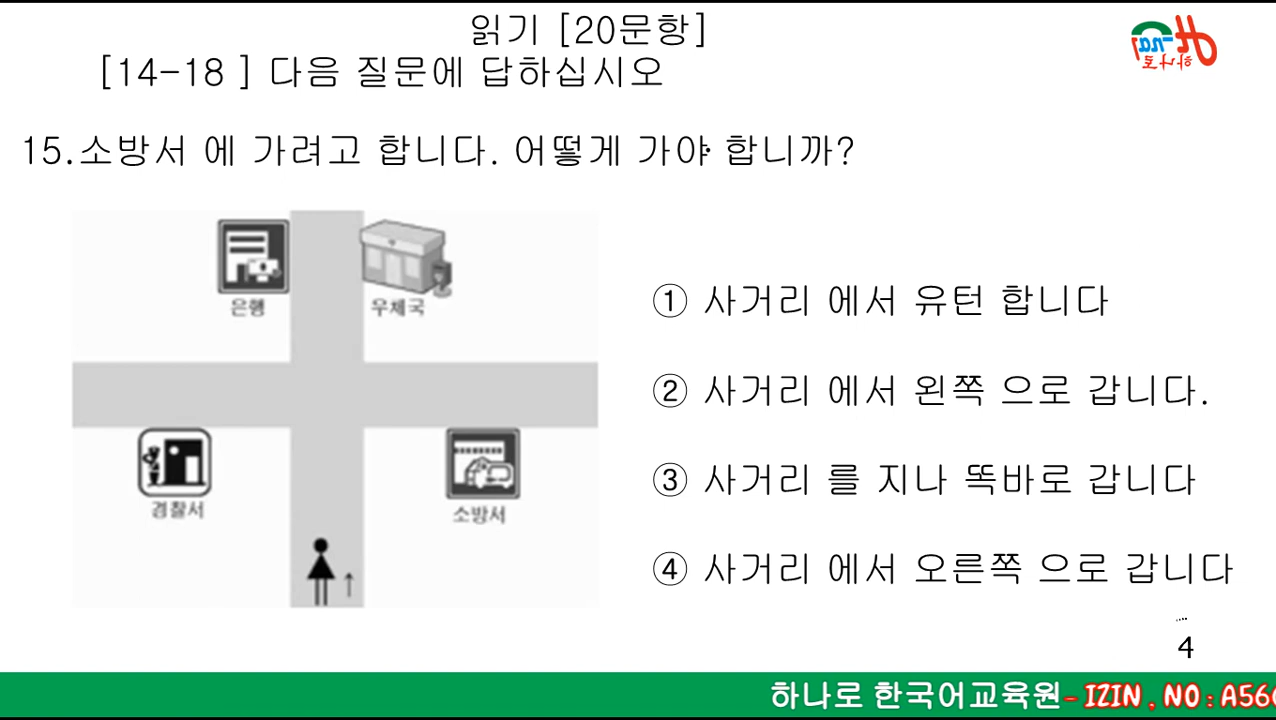 읽기 [20문항]
[14-18 ] 다음 질문에 답하십시오
15.소방서 에 가려고 합니다. 어떻게 가야 합니까?
은행
우체국
경찰서
소방서
① 사거리 에서 유턴 합니다
② 사거리 에서 왼쪽 으로 갑니다.
③ 사거리 를 지나 똑바로 갑니다
④ 사거리 에서 오른쪽 으로 갑니다
4
하나로 한국어교육원- IZIN . NO : A560